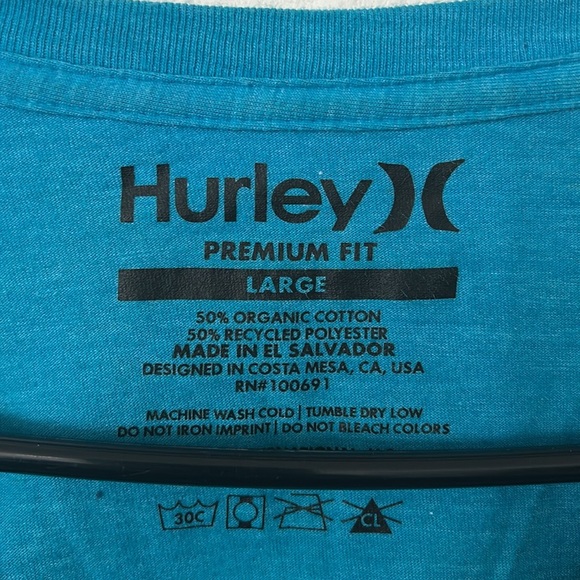 Hurley
PREMIUM FIT
LARGE
50% ORGANIC COTTON
50% RECYCLED POLYESTER
MADE IN EL SALVADOR
DESIGNED IN COSTA MESA, CA, USA
RN#100691
MACHINE WASH COLD | TUMBLE DRY LOW
DO NOT IRON IMPRINT | DO NOT BLEACH COLORS
30C
CL